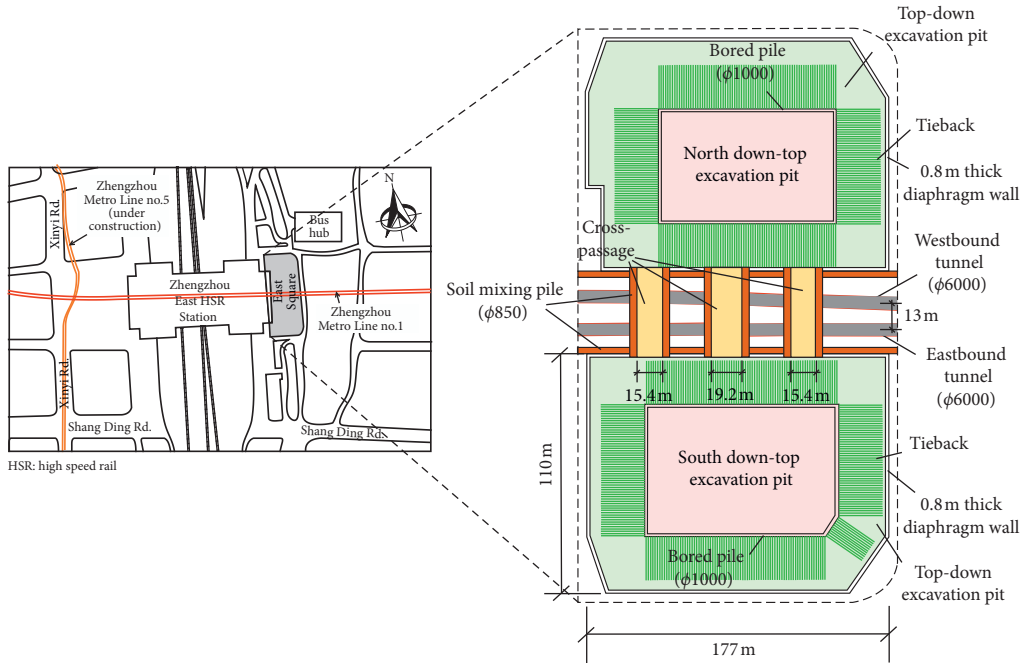 Zhengzhou
Metro Line no.5
(under
construction)
Xinyi Rd.
N
Bus
hub
Zhengzhou
East HSR
Station
East
Square
Zhengzhou
Metro Line no.1
Xinyi Rd.
Shang Ding Rd.
Shang Ding Rd.
HSR: high speed rail
Top-down
excavation pit
Bored pile
(ϕ1000)
Tieback
North down-top
excavation pit
0.8 m thick
diaphragm wall
Cross-
passage
Westbound
tunnel
(ϕ6000)
Soil mixing pile
(ϕ850)
13 m
Eastbound
tunnel
(ϕ6000)
15.4 m
19.2 m
15.4 m
110 m
Tieback
South down-top
excavation pit
0.8 m thick
diaphragm wall
Bored pile
(ϕ1000)
Top-down
excavation pit
177 m